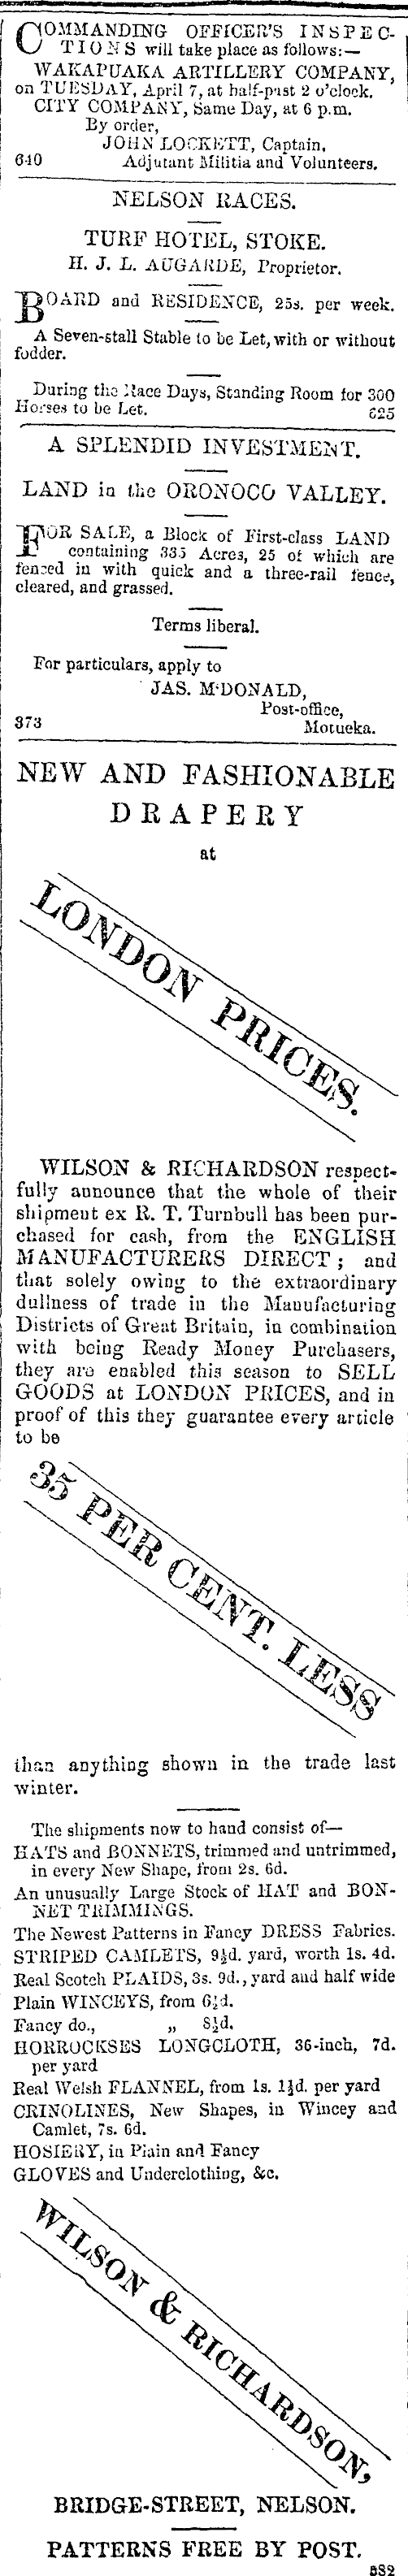 COMMANDING OFFICER'S INSPEC-
TIONS will take place as follows:—
WAKAPUAKA ARTILLERY COMPANY,
on TUESDAY, April 7, at half-past 2 o'clock.
CITY COMPANY, Same Day, at 6 p.m.
By order,
JOHN LOCKETT, Captain,
640 Adjutant Militia and Volunteers.
NELSON RACES.
TURF HOTEL, STOKE.
H. J. L. AUGARDE, Proprietor.
BOARD and RESIDENCE, 25s. per week.
A Seven-stall Stable to be Let, with or without
fodder.
During the Race Days, Standing Room for 300
Horses to be Let. 625
A SPLENDID INVESTMENT.
LAND in the ORONOCO VALLEY.
FOR SALE, a Block of First-class LAND
containing 335 Acres, 25 of which are
fenced in with quick and a three-rail fence,
cleared, and grassed.
Terms liberal.
For particulars, apply to
JAS. M'DONALD,
Post-office,
373 Motueka.
NEW AND FASHIONABLE
DRAPERY
at
LONDON PRICES.
WILSON & RICHARDSON respect-
fully announce that the whole of their
shipment ex R. T. Turnbull has been pur-
chased for cash, from the ENGLISH
MANUFACTURERS DIRECT; and
that solely owing to the extraordinary
dullness of trade in the Manufacturing
Districts of Great Britain, in combination
with being Ready Money Purchasers,
they are enabled this season to SELL
GOODS at LONDON PRICES, and in
proof of this they guarantee every article
to be
35 PER CENT. LESS
than anything shown in the trade last
winter.
The shipments now to hand consist of—
HATS and BONNETS, trimmed and untrimmed,
in every New Shape, from 2s. 6d.
An unusually Large Stock of HAT and BON-
NET TRIMMINGS.
The Newest Patterns in Fancy DRESS Fabrics.
STRIPED CAMLETS, 9½d. yard, worth 1s. 4d.
Real Scotch PLAIDS, 3s. 9d., yard and half wide
Plain WINCEYS, from 6½d.
Fancy do., „ 8½d.
HORROCKSES LONGCLOTH, 36-inch, 7d.
per yard
Real Welsh FLANNEL, from 1s. 1½d. per yard
CRINOLINES, New Shapes, in Wincey and
Camlet, 7s. 6d.
HOSIERY, in Plain and Fancy
GLOVES and Underclothing, &c.
WILSON & RICHARDSON,
BRIDGE-STREET, NELSON.
PATTERNS FREE BY POST.
582